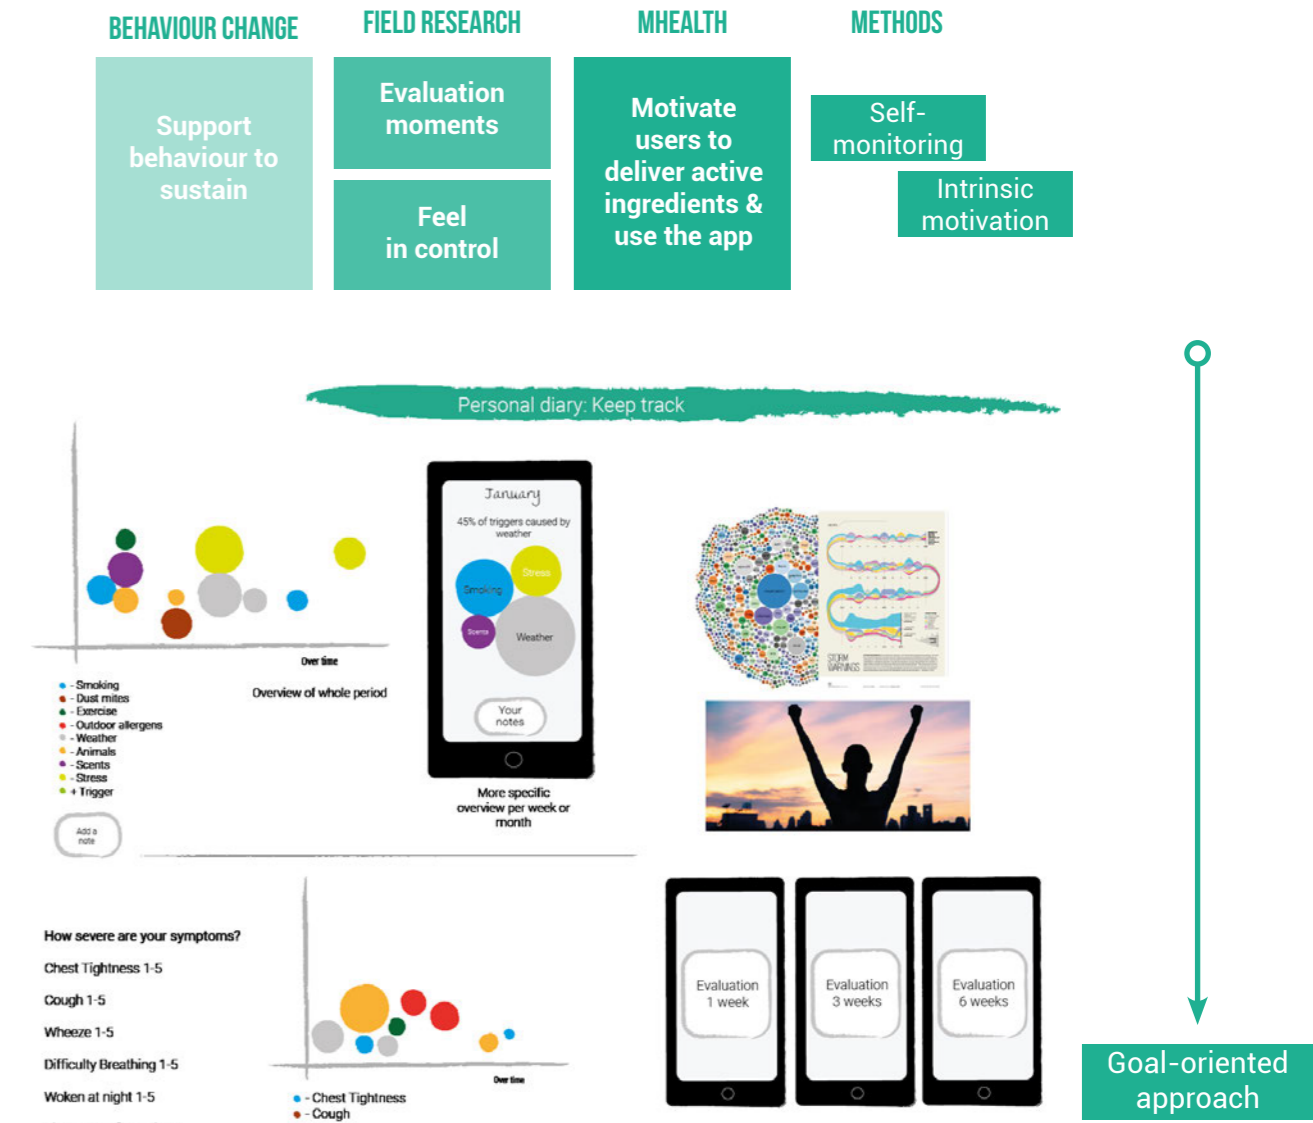 BEHAVIOUR CHANGE
FIELD RESEARCH
MHEALTH
METHODS
Support
behaviour to
sustain
Evaluation
moments
Feel
in control
Motivate
users to
deliver active
ingredients &
use the app
Self-
monitoring
Intrinsic
motivation
Personal diary: Keep track
Over time
- Smoking
- Dust mites
- Exercise
- Outdoor allergens
- Weather
- Animals
- Scents
- Stress
+ Trigger
Add a
note
Overview of whole period
January
45% of triggers caused by
weather
Smoking
Stress
Scents
Weather
Your
notes
More specific
overview per week or
month
STORM
WARNINGS
How severe are your symptoms?
Chest Tightness 1-5
Cough 1-5
Wheeze 1-5
Difficulty Breathing 1-5
Woken at night 1-5
Over time
- Chest Tightness
- Cough
Evaluation
1 week
Evaluation
3 weeks
Evaluation
6 weeks
Goal-oriented
approach